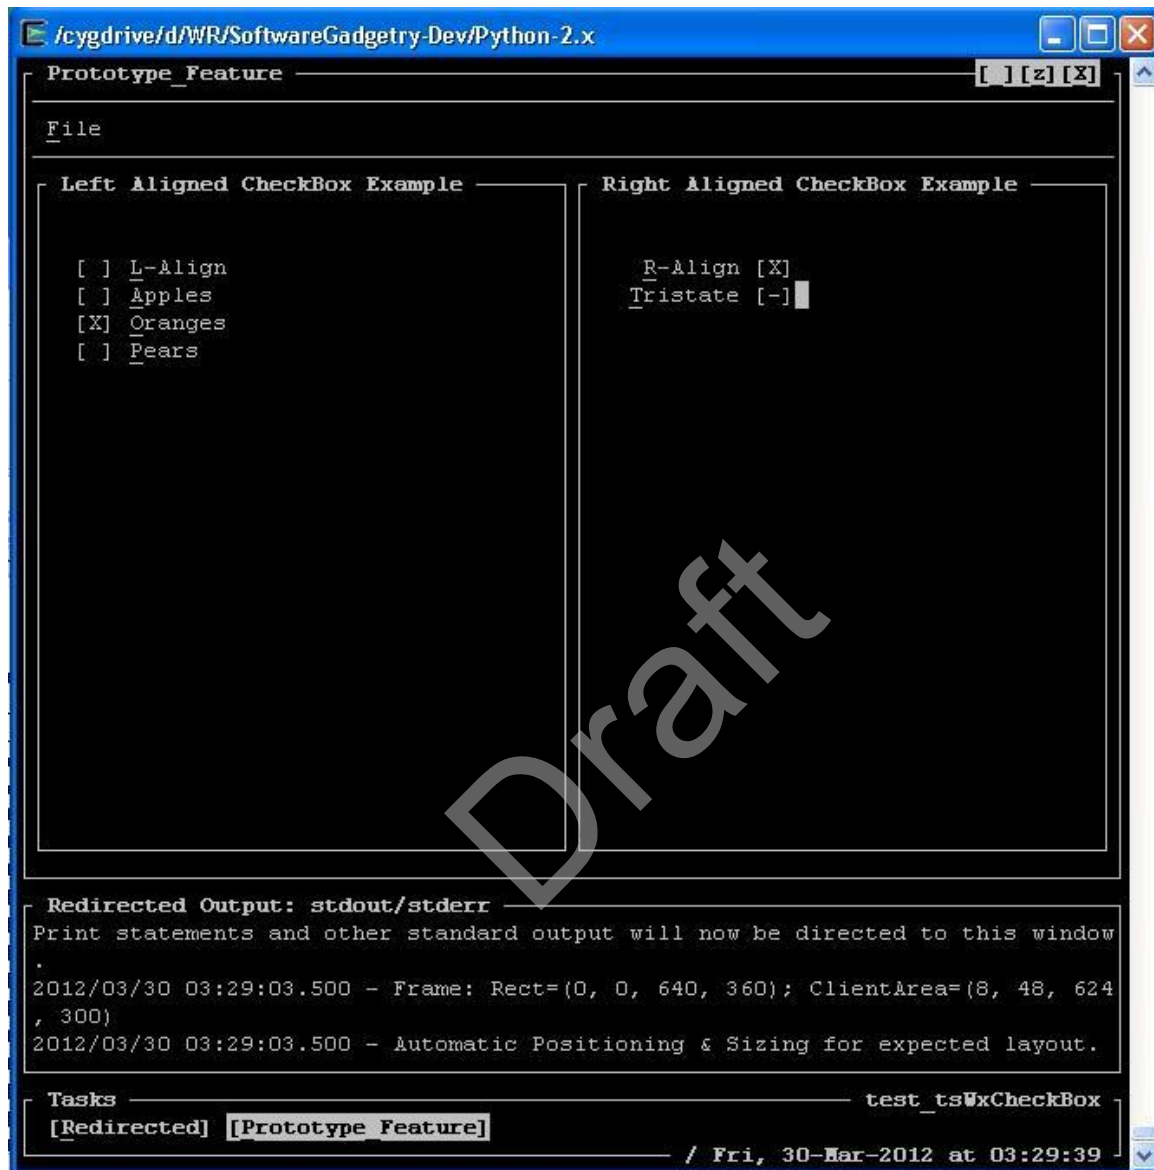 /cygdrive/d/WR/SoftwareGadgetry-Dev/Python-2.x
Prototype_Feature [ ][z][X]
File
Left Aligned CheckBox Example
[ ] L-Align
[ ] Apples
[X] Oranges
[ ] Pears
Right Aligned CheckBox Example
R-Align [X]
Tristate [-]
Draft
Redirected Output: stdout/stderr
Print statements and other standard output will now be directed to this window
.
2012/03/30 03:29:03.500 - Frame: Rect=(0, 0, 640, 360); ClientArea=(8, 48, 624
, 300)
2012/03/30 03:29:03.500 - Automatic Positioning & Sizing for expected layout.
Tasks test_tsWxCheckBox
[Redirected] [Prototype_Feature]
/ Fri, 30-Mar-2012 at 03:29:39